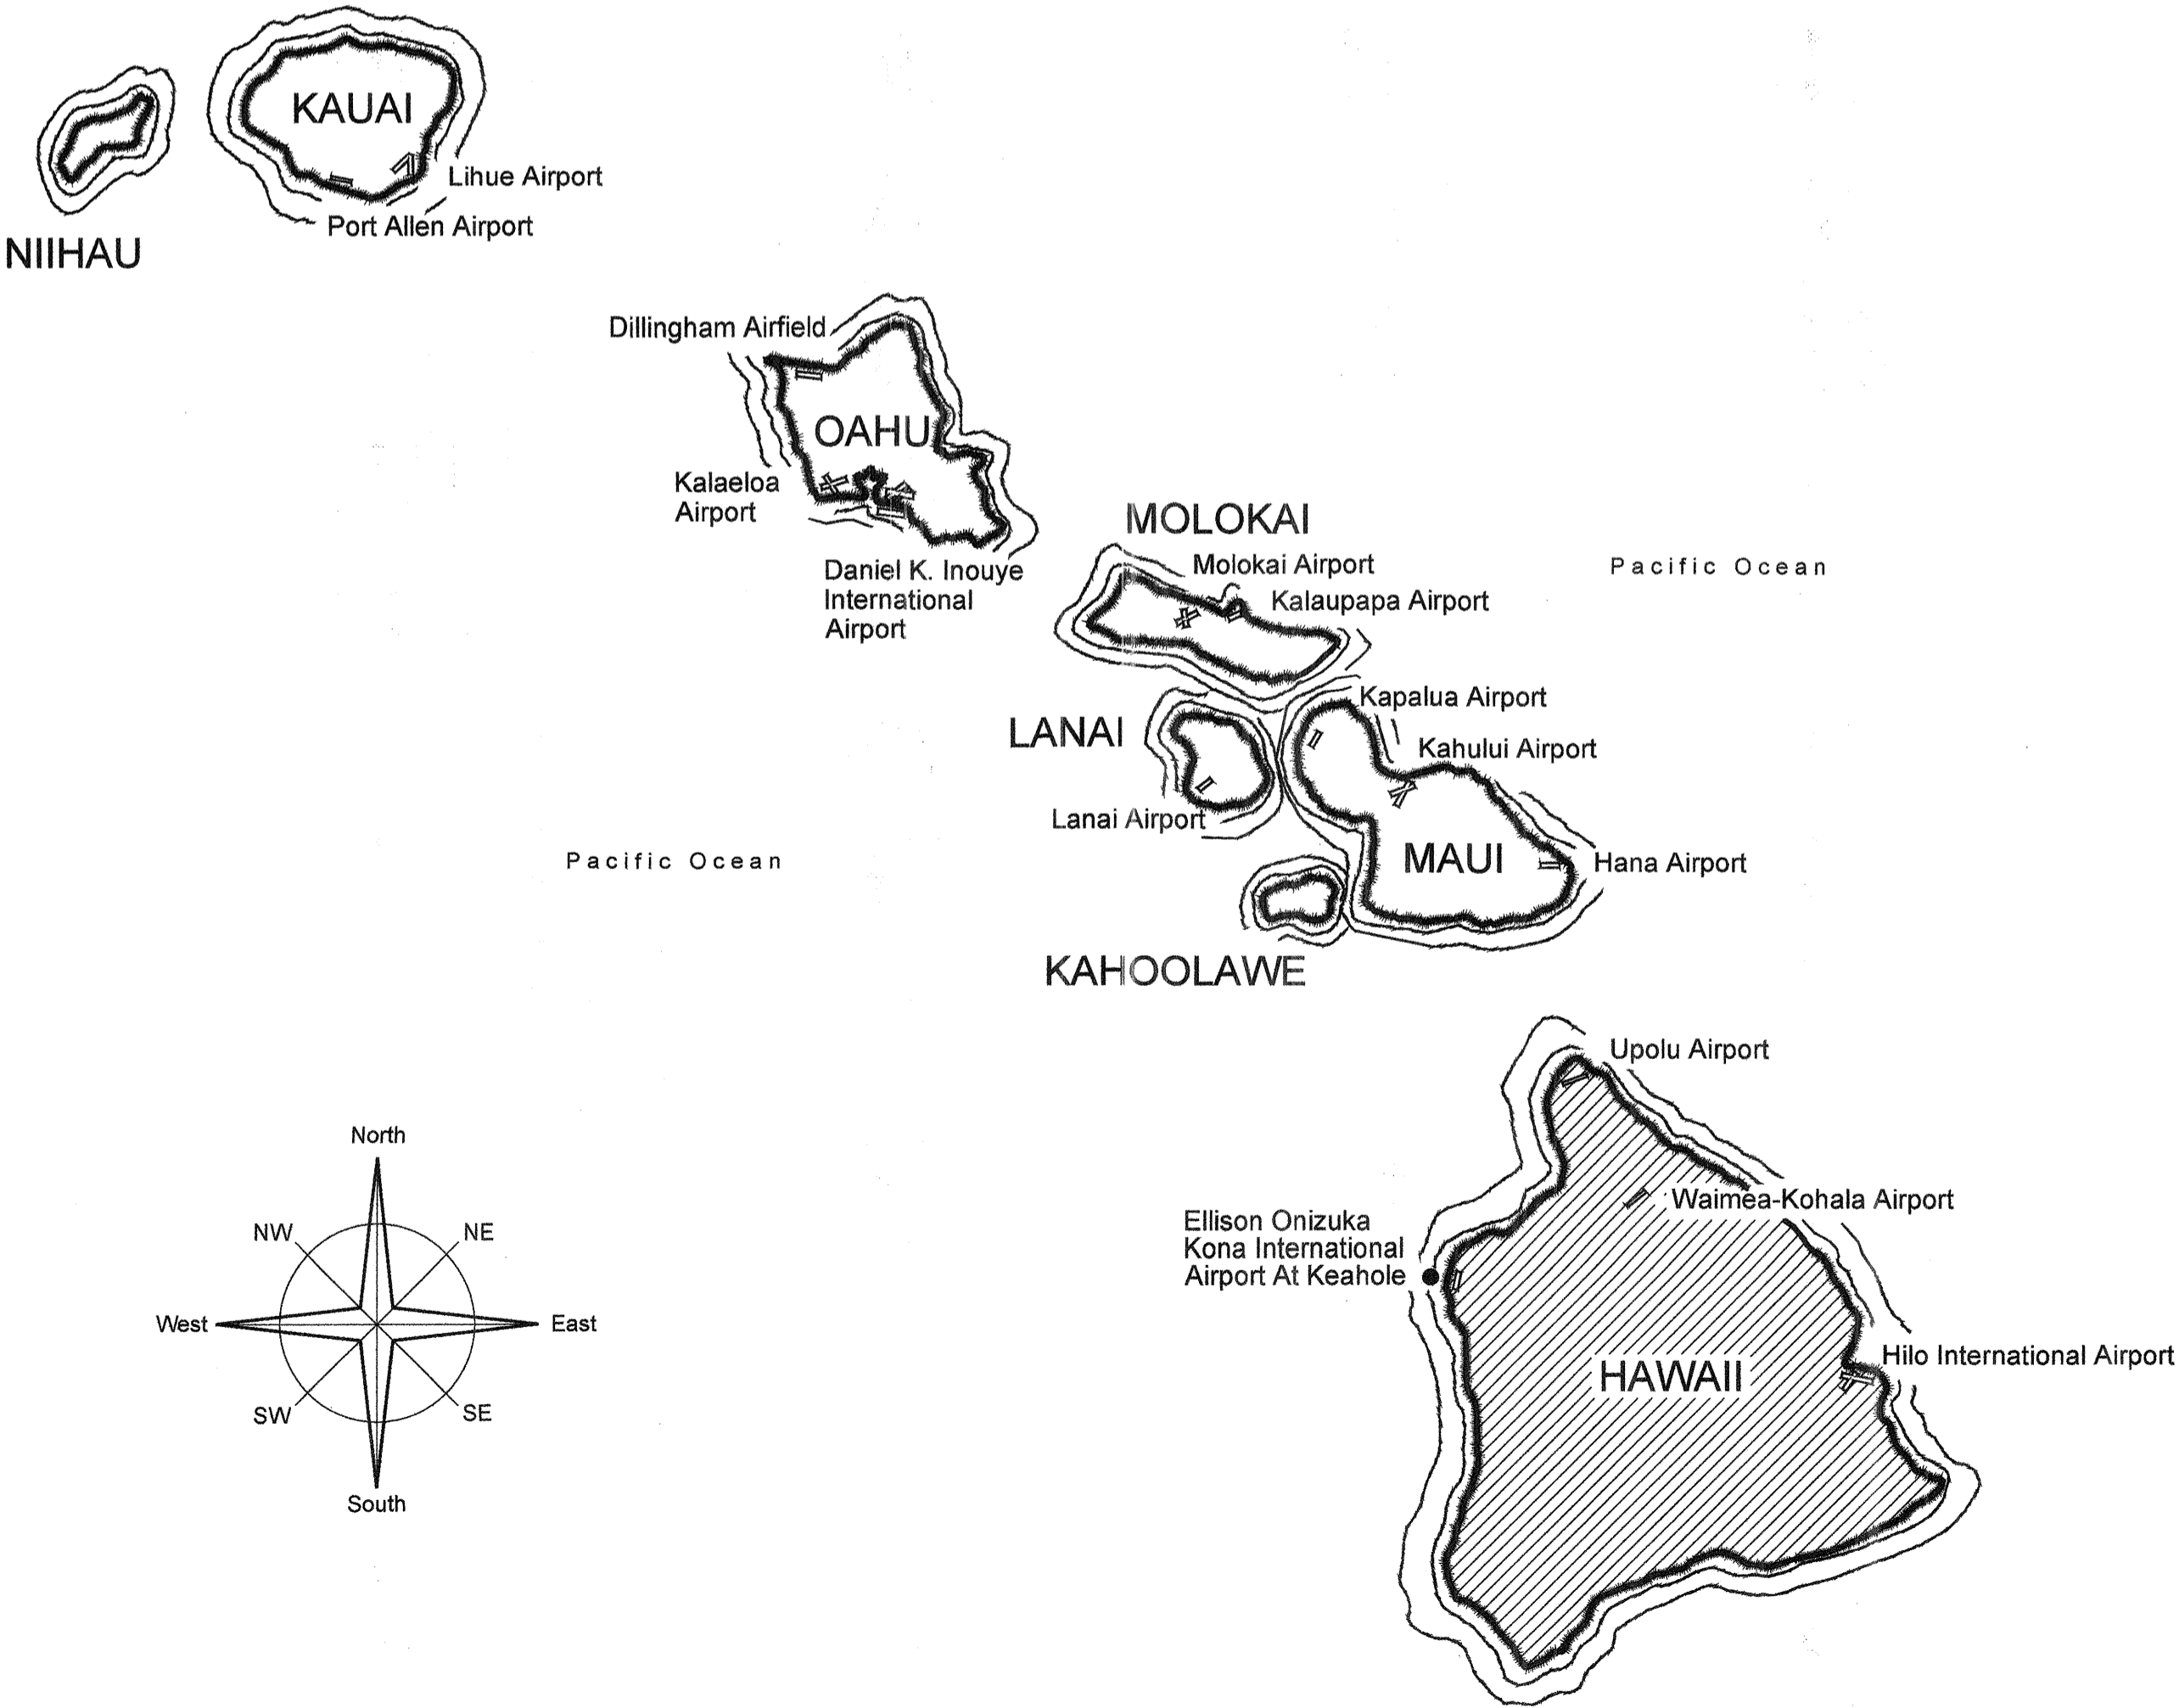 KAUAI
Lihue Airport
Port Allen Airport
NIIHAU
Dillingham Airfield
OAHU
Kalaeloa
Airport
Daniel K. Inouye
International
Airport
MOLOKAI
Molokai Airport
Kalaupapa Airport
Pacific Ocean
Kapalua Airport
LANAI
Kahului Airport
Lanai Airport
MAUI
Hana Airport
Pacific Ocean
KAHOOLAWE
Upolu Airport
Waimea-Kohala Airport
Ellison Onizuka
Kona International
Airport At Keahole
Hilo International Airport
HAWAII
North
NW
NE
West
East
SW
SE
South